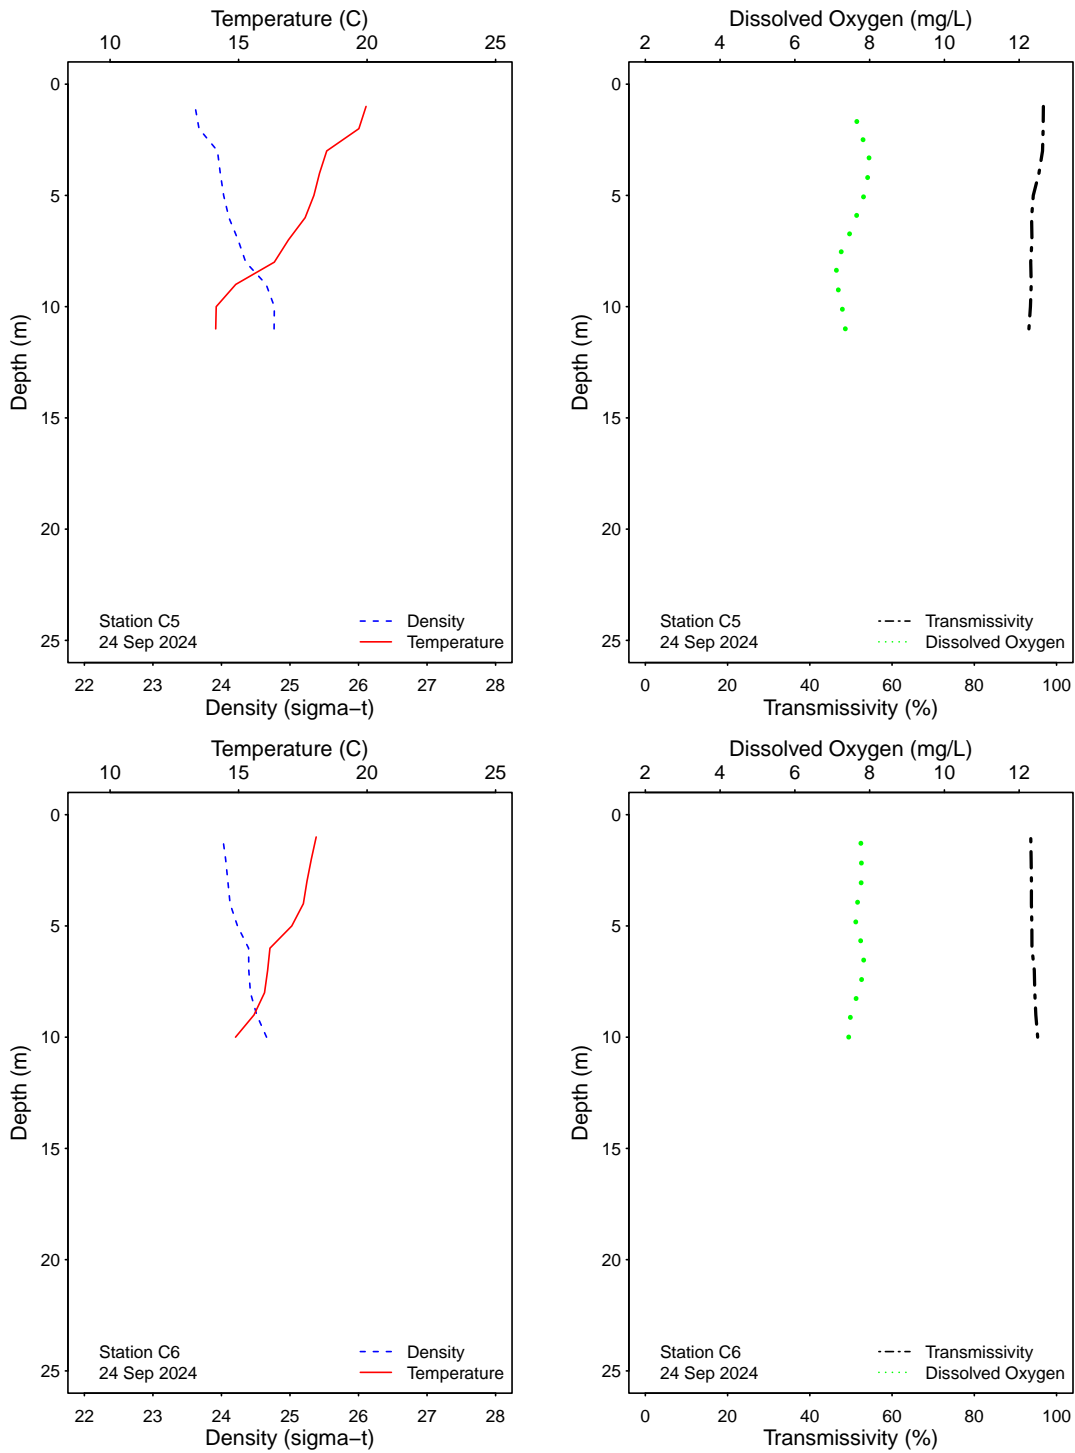 Temperature (C)
10 15 20 25
0
5
10
15
20
25
Depth (m)
Station C5
24 Sep 2024
Density
Temperature
22 23 24 25 26 27 28
Density (sigma−t)
Dissolved Oxygen (mg/L)
2 4 6 8 10 12
0
5
10
15
20
25
Depth (m)
Station C5
24 Sep 2024
Transmissivity
Dissolved Oxygen
0 20 40 60 80 100
Transmissivity (%)
Temperature (C)
10 15 20 25
0
5
10
15
20
25
Depth (m)
Station C6
24 Sep 2024
Density
Temperature
22 23 24 25 26 27 28
Density (sigma−t)
Dissolved Oxygen (mg/L)
2 4 6 8 10 12
0
5
10
15
20
25
Depth (m)
Station C6
24 Sep 2024
Transmissivity
Dissolved Oxygen
0 20 40 60 80 100
Transmissivity (%)